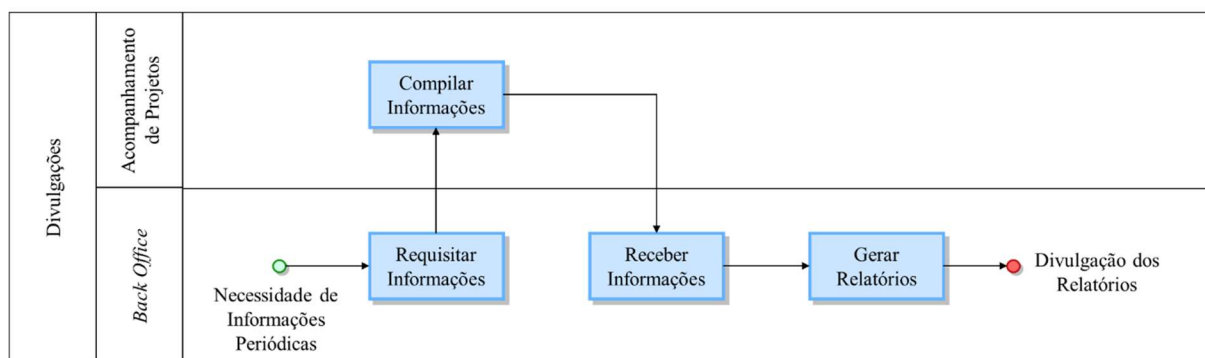 Divulgações
Acompanhamento
de Projetos
Compilar
Informações
Back Office
Necessidade de
Informações
Periódicas
Requisitar
Informações
Receber
Informações
Gerar
Relatórios
Divulgação dos
Relatórios